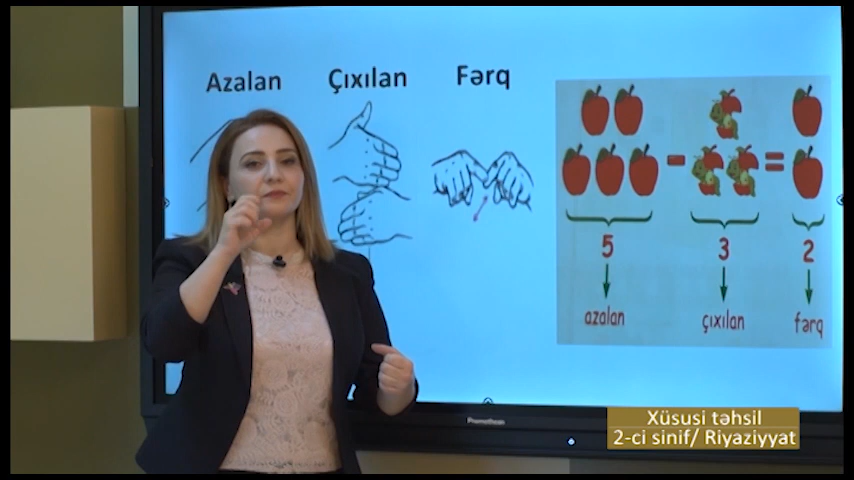 Azalan Çıxılan Fərq
5 3 2
azalan çıxılan fərq
Promethean
Xüsusi təhsil
2-ci sinif/ Riyaziyyat